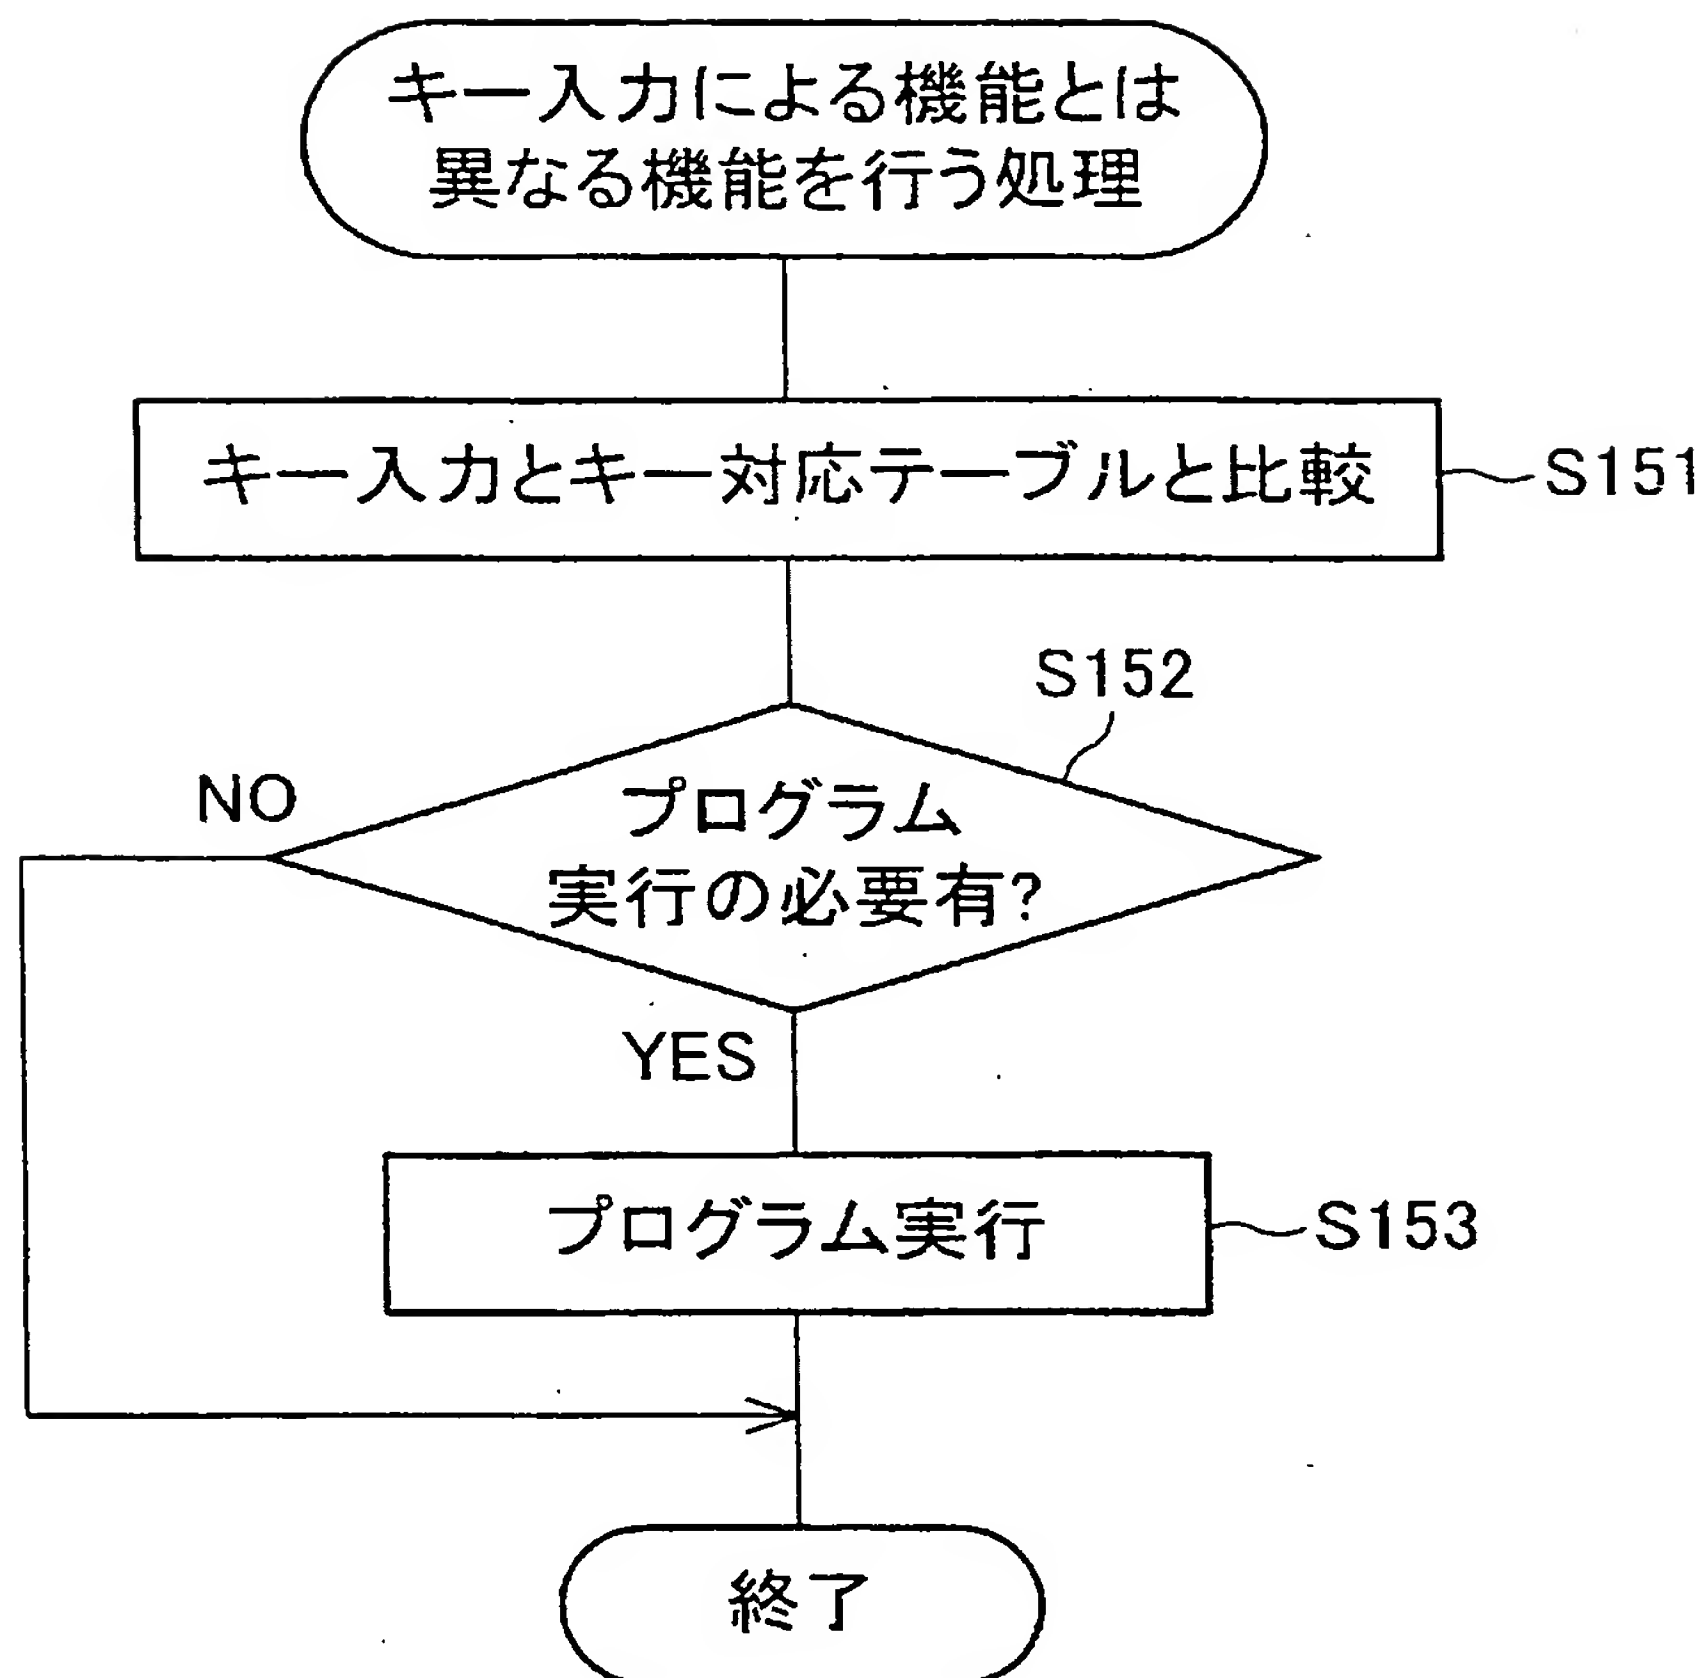 キー入力による機能とは
異なる機能を行う処理
キー入力とキー対応テーブルと比較
S151
S152
NO
プログラム
実行の必要有?
YES
プログラム実行
S153
終了